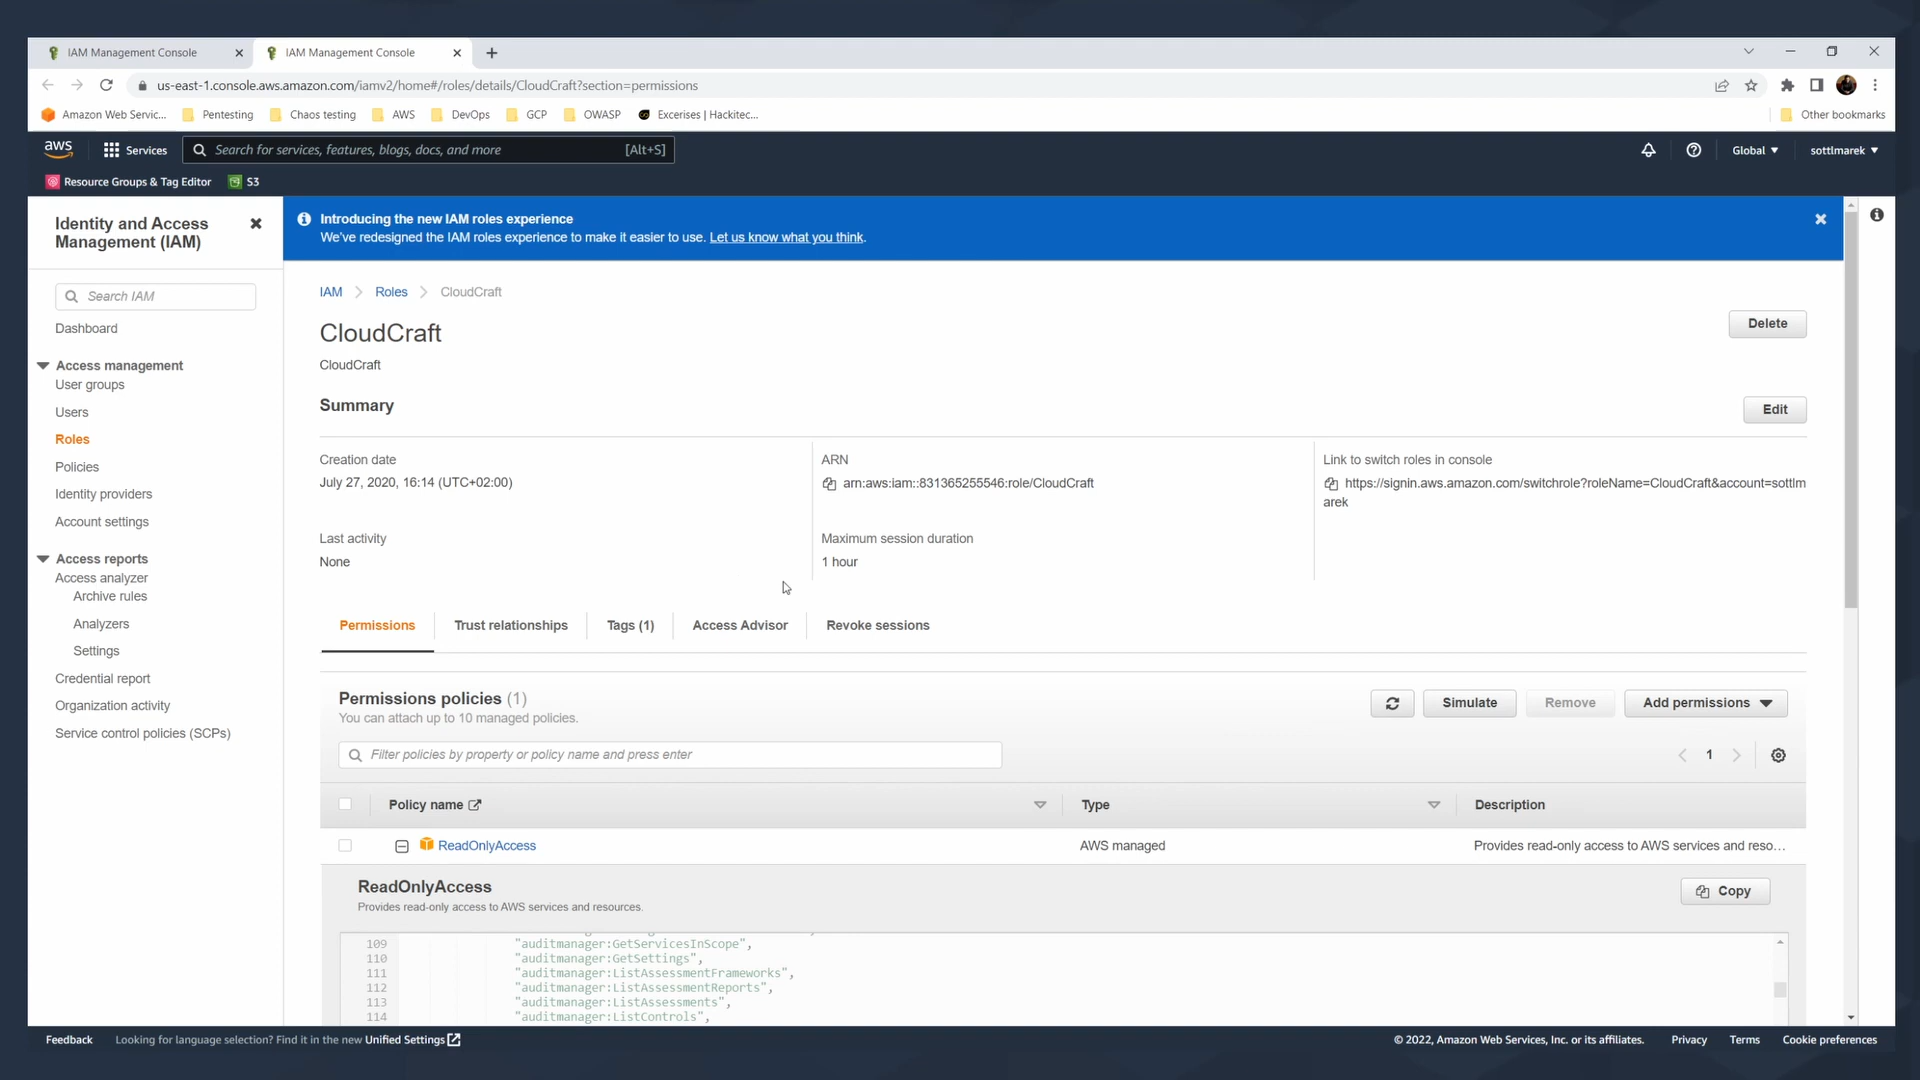 IAM Management Console
IAM Management Console
us-east-1.console.aws.amazon.com/iamv2/home#/roles/details/CloudCraft?section=permissions
Amazon Web Servic...
Pentesting
Chaos testing
AWS
DevOps
GCP
OWASP
Excerises | Hackitec...
Other bookmarks
aws
Services
Search for services, features, blogs, docs, and more
[Alt+S]
Global
sottlmarek
Resource Groups & Tag Editor
S3
Identity and Access
Management (IAM)
Search IAM
Dashboard
Access management
User groups
Users
Roles
Policies
Identity providers
Account settings
Access reports
Access analyzer
Archive rules
Analyzers
Settings
Credential report
Organization activity
Service control policies (SCPs)
Introducing the new IAM roles experience
We've redesigned the IAM roles experience to make it easier to use. Let us know what you think.
IAM
Roles
CloudCraft
CloudCraft
Delete
CloudCraft
Summary
Edit
Creation date
July 27, 2020, 16:14 (UTC+02:00)
ARN
arn:aws:iam::831365255546:role/CloudCraft
Link to switch roles in console
https://signin.aws.amazon.com/switchrole?roleName=CloudCraft&account=sottlm
arek
Last activity
None
Maximum session duration
1 hour
Permissions
Trust relationships
Tags (1)
Access Advisor
Revoke sessions
Permissions policies (1)
You can attach up to 10 managed policies.
Simulate
Remove
Add permissions
Filter policies by property or policy name and press enter
1
Policy name
Type
Description
ReadOnlyAccess
AWS managed
Provides read-only access to AWS services and reso...
ReadOnlyAccess
Provides read-only access to AWS services and resources.
Copy
109 "auditmanager:GetServicesInScope",
110 "auditmanager:GetSettings",
111 "auditmanager:ListAssessmentFrameworks",
112 "auditmanager:ListAssessmentReports",
113 "auditmanager:ListAssessments",
114 "auditmanager:ListControls",
Feedback
Looking for language selection? Find it in the new Unified Settings
© 2022, Amazon Web Services, Inc. or its affiliates.
Privacy
Terms
Cookie preferences